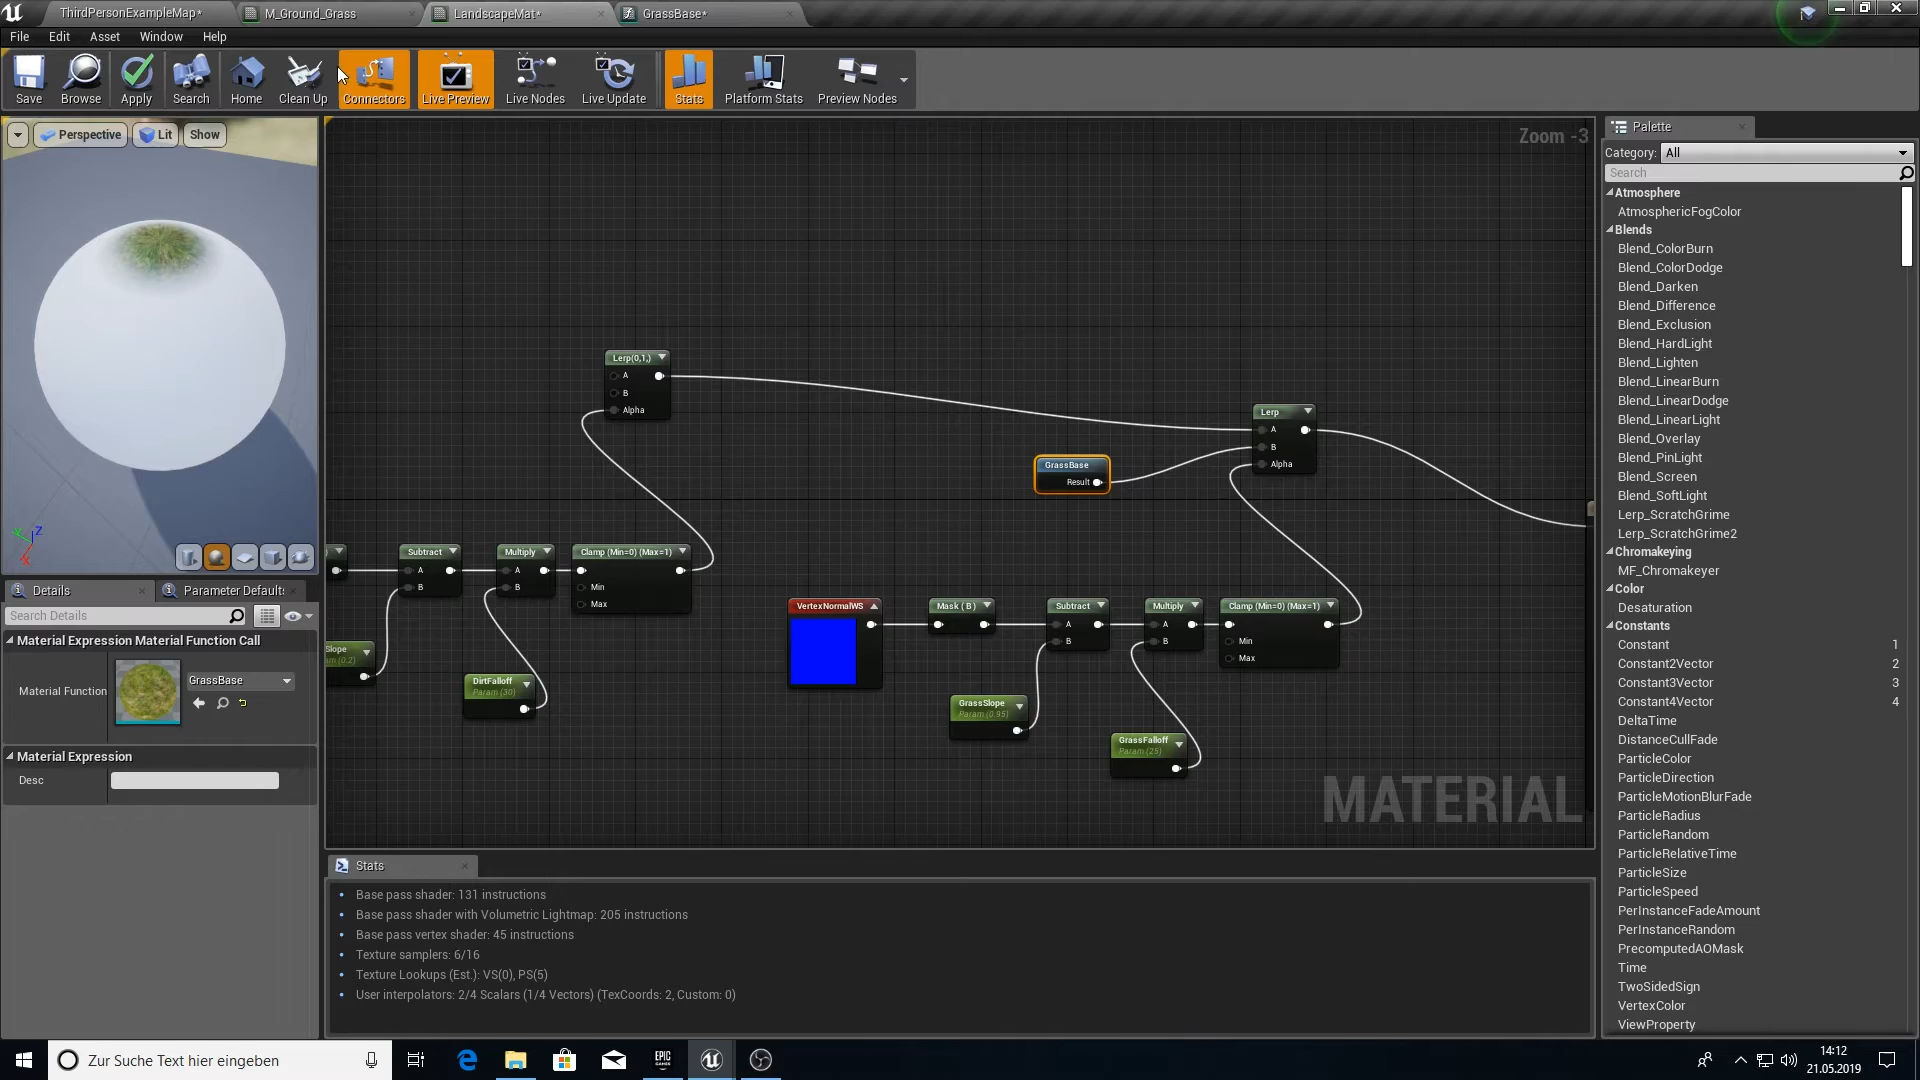 ThirdPersonExampleMap*
M_Ground_Grass
LandscapeMat*
GrassBase*
File Edit Asset Window Help
Save Browse Apply Search Home Clean Up Connectors Live Preview Live Nodes Live Update Stats Platform Stats Preview Nodes
Perspective Lit Show
Z
X
Zoom -3
Lerp(0,1,)
A
B
Alpha
Lerp
A
B
Alpha
GrassBase
Result
Subtract
A
B
Multiply
A
B
Clamp (Min=0) (Max=1)
Min
Max
DirtFalloff
Param (30)
VertexNormalWS
Mask ( B )
Subtract
A
B
Multiply
A
B
Clamp (Min=0) (Max=1)
Min
Max
GrassSlope
Param (0.95)
GrassFalloff
Param (25)
MATERIAL
Details
Parameter Default:
Search Details
Material Expression Material Function Call
Material Function
GrassBase
Material Expression
Desc
Stats
Base pass shader: 131 instructions
Base pass shader with Volumetric Lightmap: 205 instructions
Base pass vertex shader: 45 instructions
Texture samplers: 6/16
Texture Lookups (Est.): VS(0), PS(5)
User interpolators: 2/4 Scalars (1/4 Vectors) (TexCoords: 2, Custom: 0)
Palette
Category: All
Search
Atmosphere
AtmosphericFogColor
Blends
Blend_ColorBurn
Blend_ColorDodge
Blend_Darken
Blend_Difference
Blend_Exclusion
Blend_HardLight
Blend_Lighten
Blend_LinearBurn
Blend_LinearDodge
Blend_LinearLight
Blend_Overlay
Blend_PinLight
Blend_Screen
Blend_SoftLight
Lerp_ScratchGrime
Lerp_ScratchGrime2
Chromakeying
MF_Chromakeyer
Color
Desaturation
Constants
Constant 1
Constant2Vector 2
Constant3Vector 3
Constant4Vector 4
DeltaTime
DistanceCullFade
ParticleColor
ParticleDirection
ParticleMotionBlurFade
ParticleRadius
ParticleRandom
ParticleRelativeTime
ParticleSize
ParticleSpeed
PerInstanceFadeAmount
PerInstanceRandom
PrecomputedAOMask
Time
TwoSidedSign
VertexColor
ViewProperty
Zur Suche Text hier eingeben
EPIC
GAMES
14:12
21.05.2019